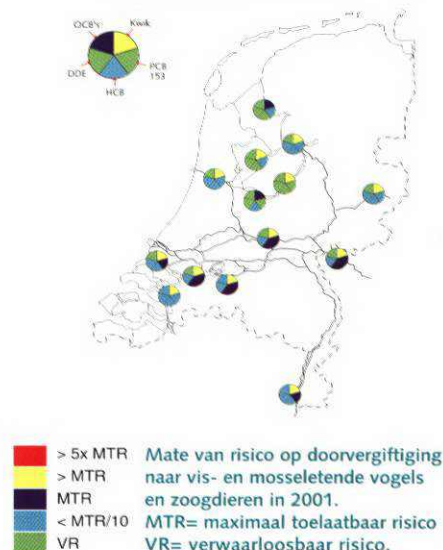 OCB's
Kwik
DDE
PCB
153
HCB
> 5x MTR
> MTR
MTR
< MTR/10
VR
Mate van risico op doorvergiftiging
naar vis- en mosseletende vogels
en zoogdieren in 2001.
MTR= maximaal toelaatbaar risico
VR= verwaarloosbaar risico.